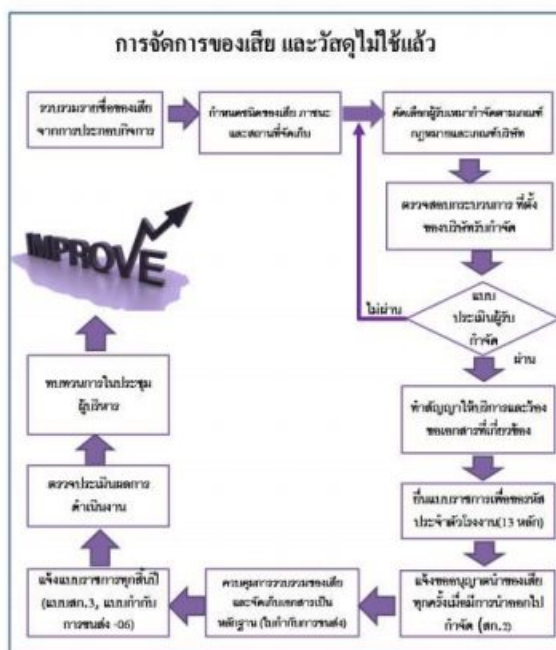 การจัดการของเสีย และวัสดุไม่ใช้แล้ว
รวบรวมรายชื่อของเสีย
จากการประกอบกิจการ
กำหนดชนิดของเสีย ภาชนะ
และสถานที่จัดเก็บ
คัดเลือกผู้รับเหมากำจัดตามเกณฑ์
กฎหมายและเกณฑ์บริษัท
ตรวจสอบกระบวนการ ที่ตั้ง
ของบริษัทรับกำจัด
แบบ
ประเมินผู้รับ
กำจัด
ไม่ผ่าน
ผ่าน
ทำสัญญาให้บริการและร้อง
ขอเอกสารที่เกี่ยวข้อง
ยื่นแบบราชการเพื่อของรหัส
ประจำตัวโรงงาน(13 หลัก)
แจ้งขออนุญาตนำของเสีย
ทุกครั้งเมื่อมีการนำออกไป
กำจัด (สก.2)
ควบคุมการรวบรวมของเสีย
และจัดเก็บเอกสารเป็น
หลักฐาน (ใบกำกับการขนส่ง)
แจ้งแบบราชการทุกสิ้นปี
(แบบสก.3, แบบกำกับ
การขนส่ง -06)
ตรวจประเมินผลการ
ดำเนินงาน
ทบทวนการในประชุม
ผู้บริหาร
IMPROVE